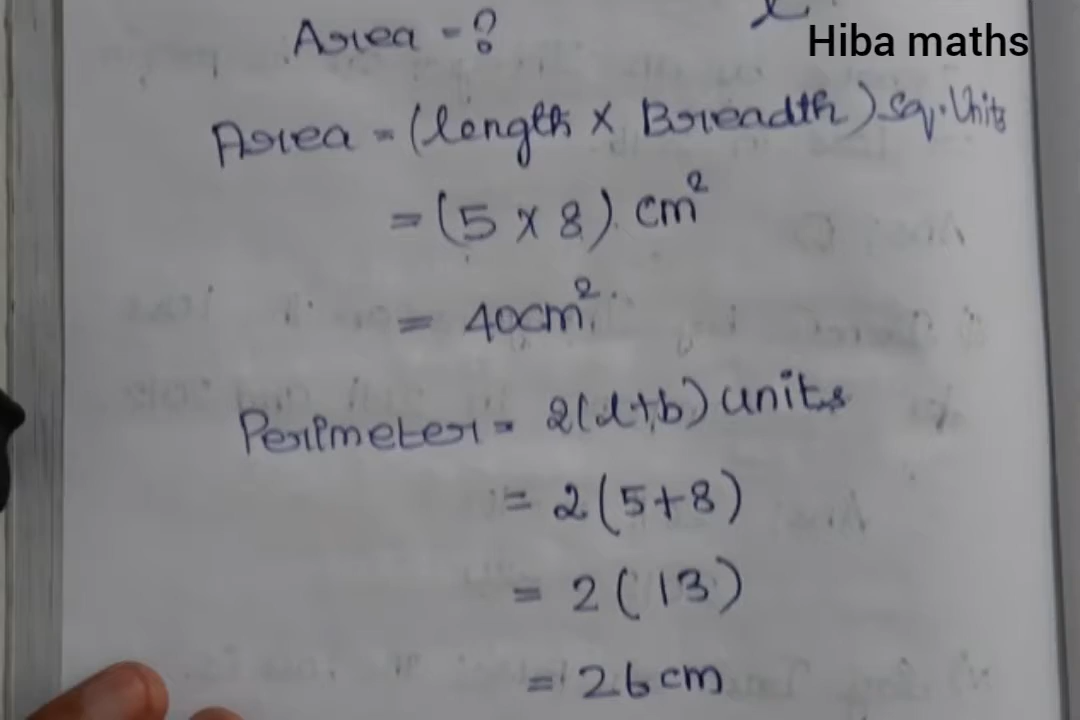 Area = ?
Hiba maths
Area = (length x Breadth) sq. Units
= (5 x 8) cm²
= 40cm².
Perimeter = 2(l+b) units
= 2(5+8)
= 2(13)
= 26cm